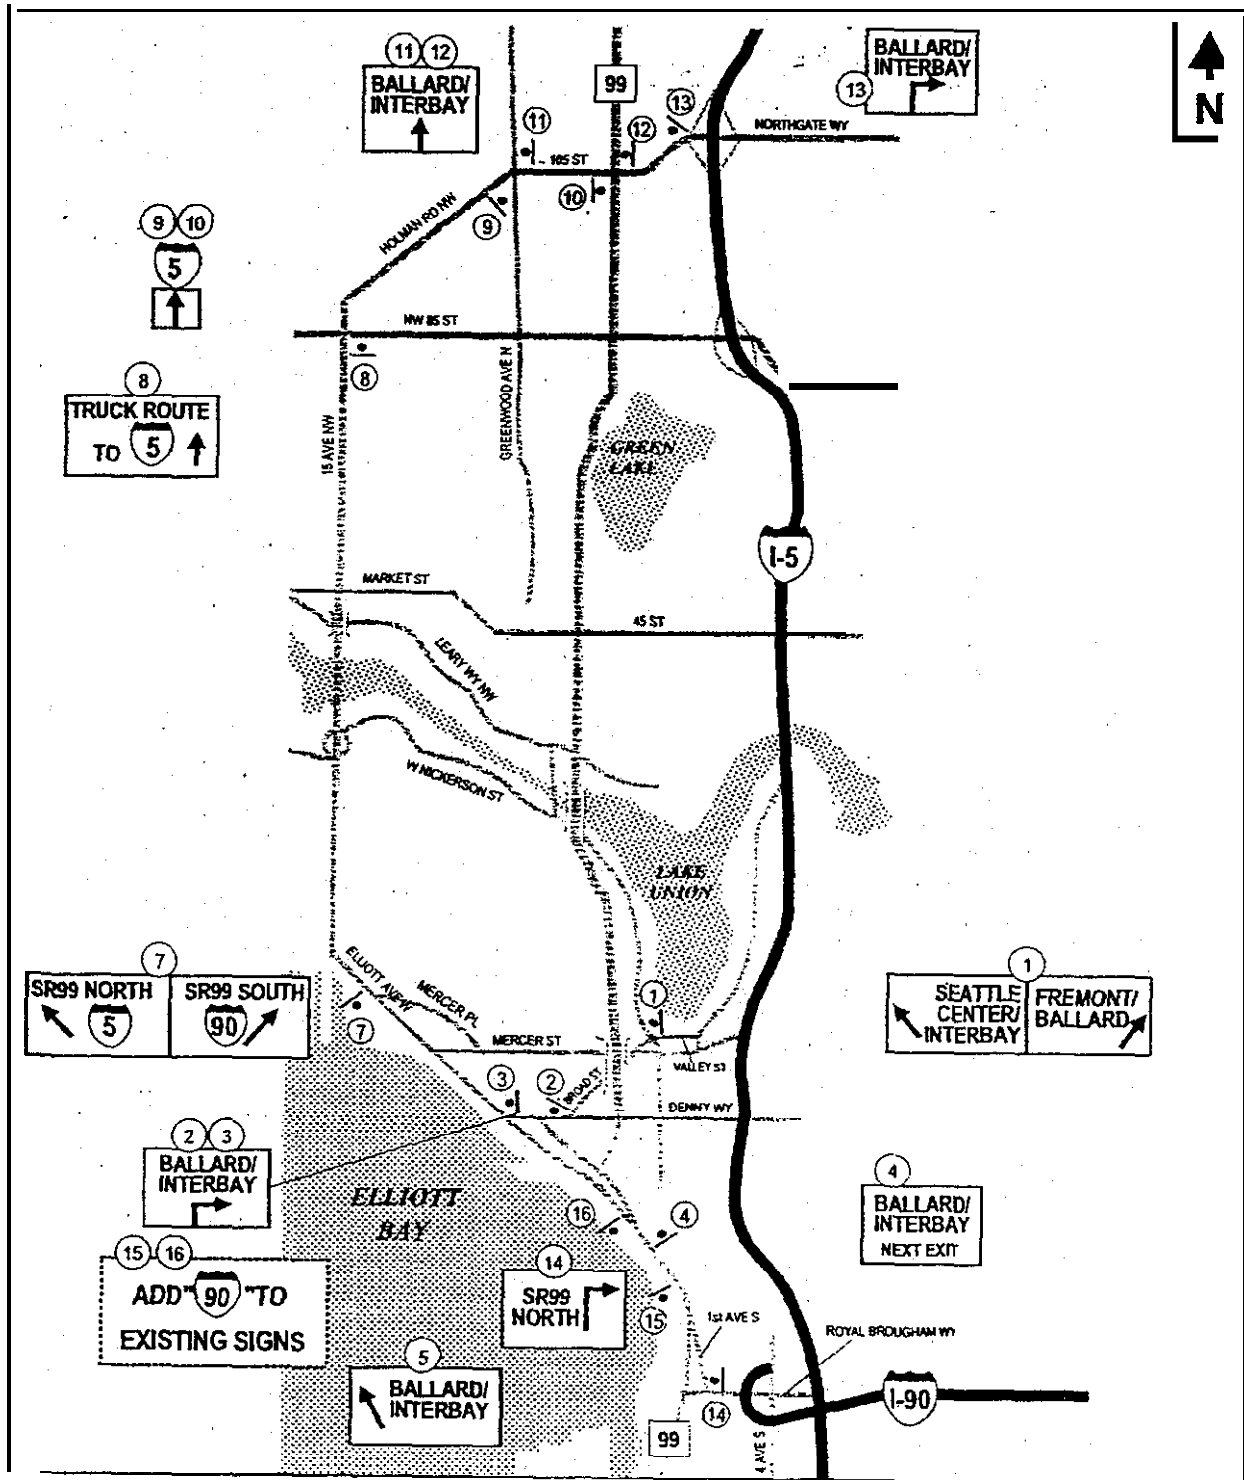 11 12
BALLARD/
INTERBAY
99
13
BALLARD/
INTERBAY
13
N
11
12
NORTHGATE WY
105 ST
10
9
HOLMAN RD NW
9 10
5
NW 85 ST
8
GREENWOOD AVE N
15 AVE NW
8
TRUCK ROUTE
TO 5
GREEN
LAKE
I-5
MARKET ST
45 ST
LEARY WY NW
W NICKERSON ST
LAKE
UNION
7
SR99 NORTH
5
SR99 SOUTH
90
ELLIOTT AVE W
MERCER PL
7
1
1
SEATTLE
CENTER/
INTERBAY
FREMONT/
BALLARD
MERCER ST
VALLEY ST
3
2
BROAD ST
DENNY WY
2 3
BALLARD/
INTERBAY
ELLIOTT
BAY
4
BALLARD/
INTERBAY
NEXT EXIT
16
4
15 16
ADD "90" TO
EXISTING SIGNS
14
SR99
NORTH
15
1st AVE S
ROYAL BROUGHAM WY
5
BALLARD/
INTERBAY
14
I-90
99
4 AVE S